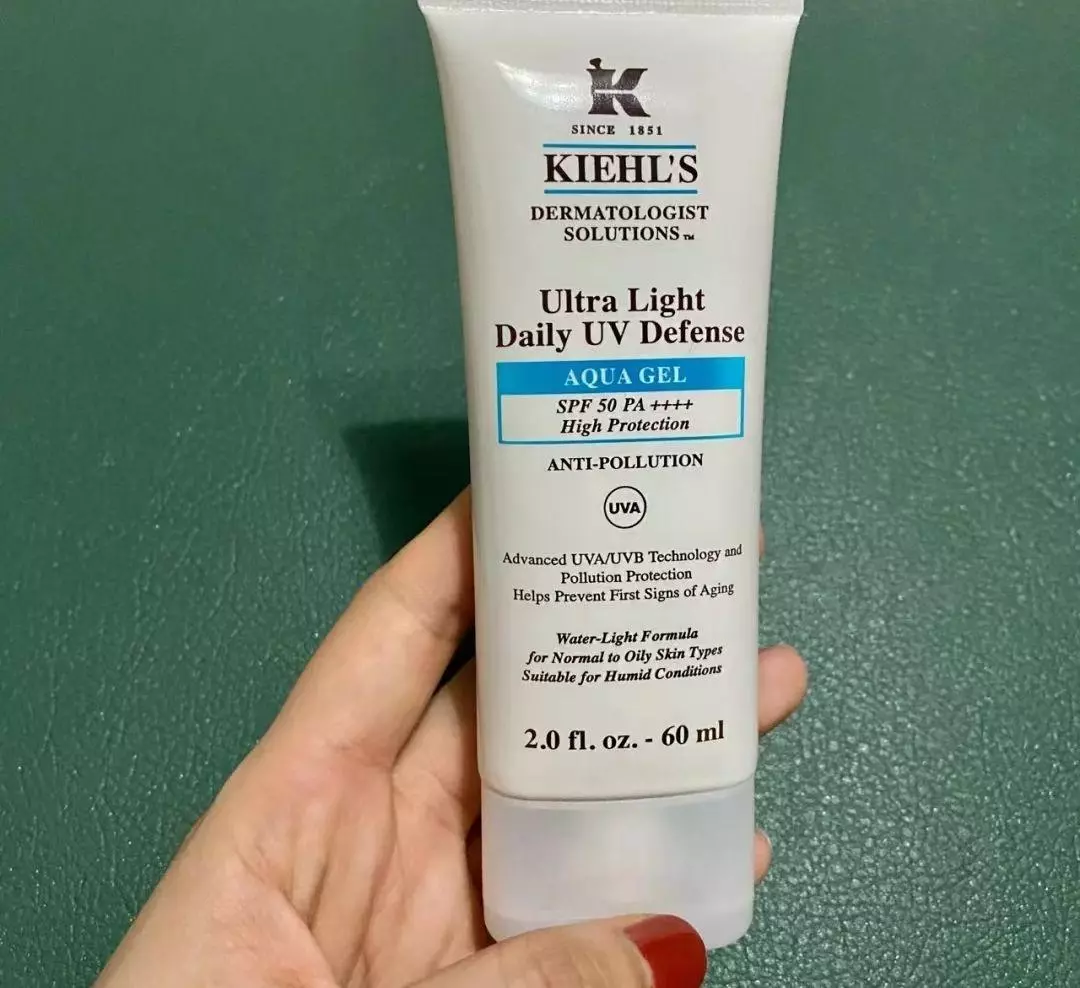 K
SINCE 1851
KIEHL'S
DERMATOLOGIST
SOLUTIONS™
Ultra Light
Daily UV Defense
AQUA GEL
SPF 50 PA ++++
High Protection
ANTI-POLLUTION
UVA
Advanced UVA/UVB Technology and
Pollution Protection
Helps Prevent First Signs of Aging
Water-Light Formula
for Normal to Oily Skin Types
Suitable for Humid Conditions
2.0 fl. oz. - 60 ml